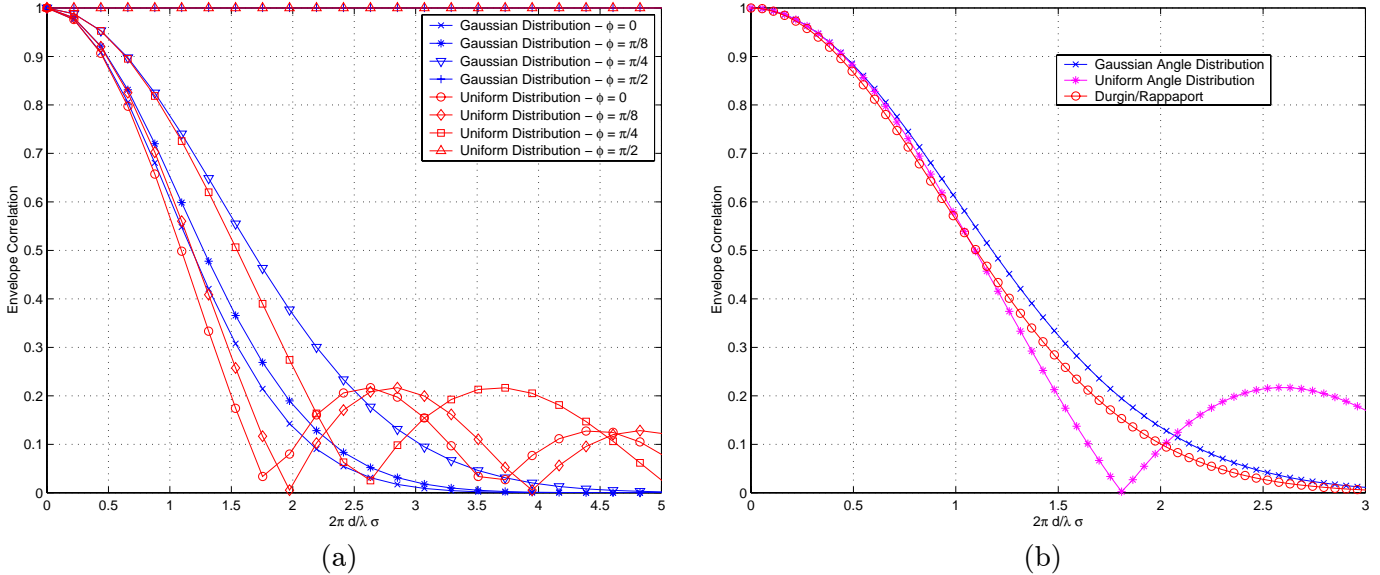 Gaussian Distribution – ϕ = 0
Gaussian Distribution – ϕ = π/8
Gaussian Distribution – ϕ = π/4
Gaussian Distribution – ϕ = π/2
Uniform Distribution – ϕ = 0
Uniform Distribution – ϕ = π/8
Uniform Distribution – ϕ = π/4
Uniform Distribution – ϕ = π/2
Envelope Correlation
1
0.9
0.8
0.7
0.6
0.5
0.4
0.3
0.2
0.1
0
0 0.5 1 1.5 2 2.5 3 3.5 4 4.5 5
2π d/λ σ
(a)
Gaussian Angle Distribution
Uniform Angle Distribution
Durgin/Rappaport
Envelope Correlation
1
0.9
0.8
0.7
0.6
0.5
0.4
0.3
0.2
0.1
0
0 0.5 1 1.5 2 2.5 3
2π d/λ σ
(b)